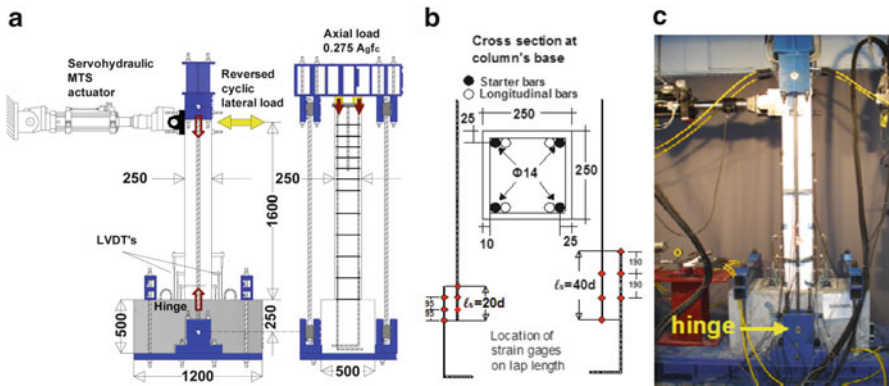 a
Servohydraulic
MTS
actuator
Reversed
cyclic
lateral load
Axial load
0.275 Agfc
250
250
1600
LVDT's
Hinge
500
250
1200
500
b
Cross section at
column's base
Starter bars
Longitudinal bars
250
25
Φ14
250
10
25
95
95
ℓs=20d
ℓs=40d
190
190
Location of
strain gages
on lap length
c
hinge